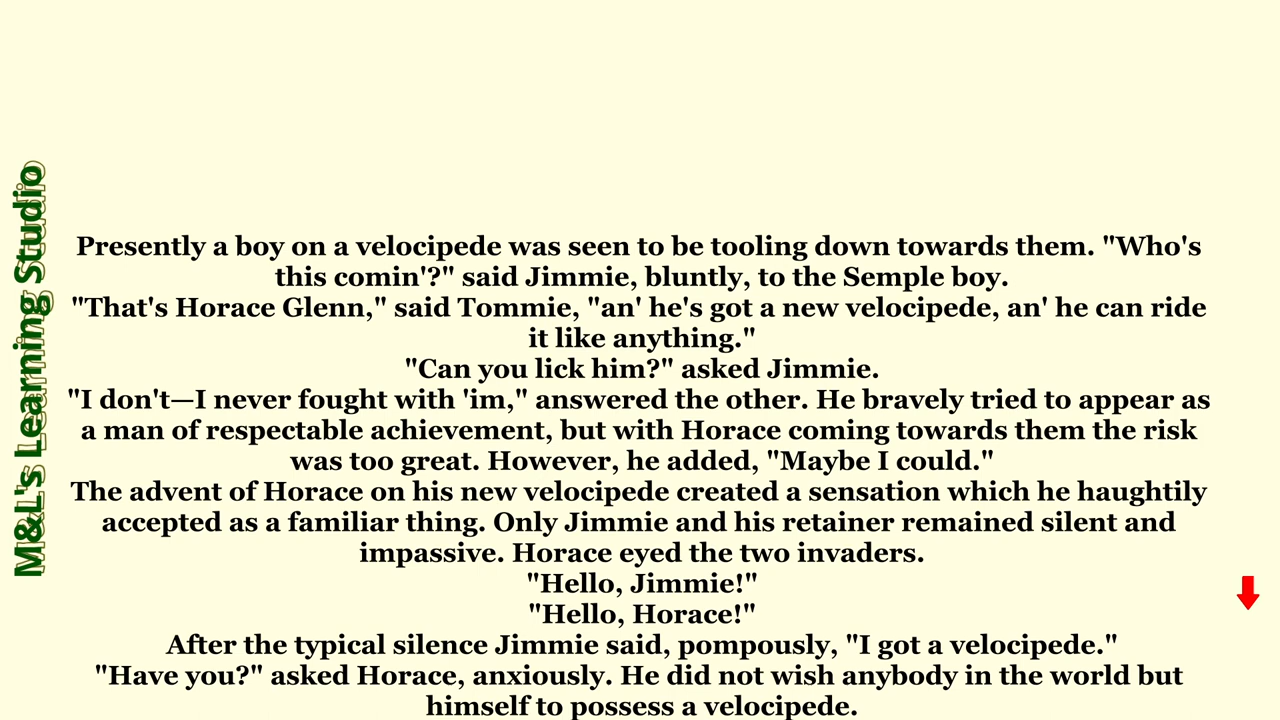 M&L's Learning Studio
Presently a boy on a velocipede was seen to be tooling down towards them. "Who's
this comin'?" said Jimmie, bluntly, to the Semple boy.
"That's Horace Glenn," said Tommie, "an' he's got a new velocipede, an' he can ride
it like anything."
"Can you lick him?" asked Jimmie.
"I don't—I never fought with 'im," answered the other. He bravely tried to appear as
a man of respectable achievement, but with Horace coming towards them the risk
was too great. However, he added, "Maybe I could."
The advent of Horace on his new velocipede created a sensation which he haughtily
accepted as a familiar thing. Only Jimmie and his retainer remained silent and
impassive. Horace eyed the two invaders.
"Hello, Jimmie!"
"Hello, Horace!"
After the typical silence Jimmie said, pompously, "I got a velocipede."
"Have you?" asked Horace, anxiously. He did not wish anybody in the world but
himself to possess a velocipede.